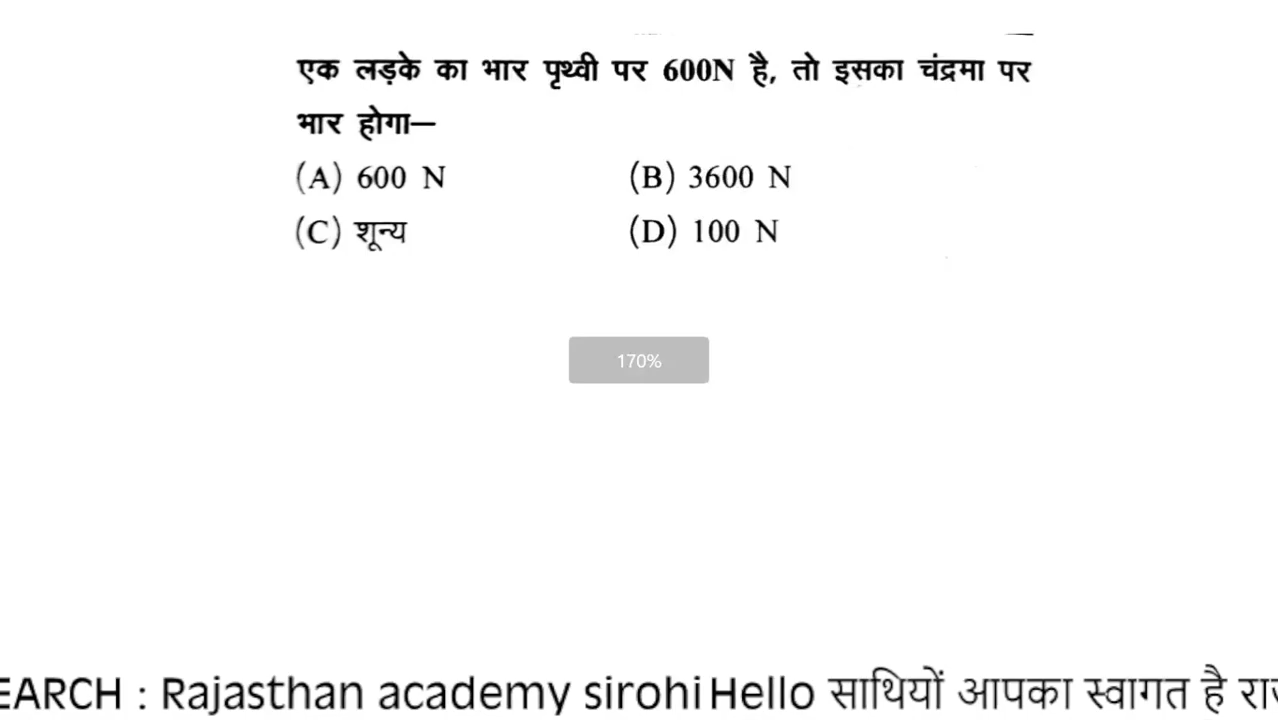 एक लड़के का भार पृथ्वी पर 600N है, तो इसका चंद्रमा पर
भार होगा—
(A) 600 N (B) 3600 N
(C) शून्य (D) 100 N
170%
EARCH : Rajasthan academy sirohi Hello साथियों आपका स्वागत है